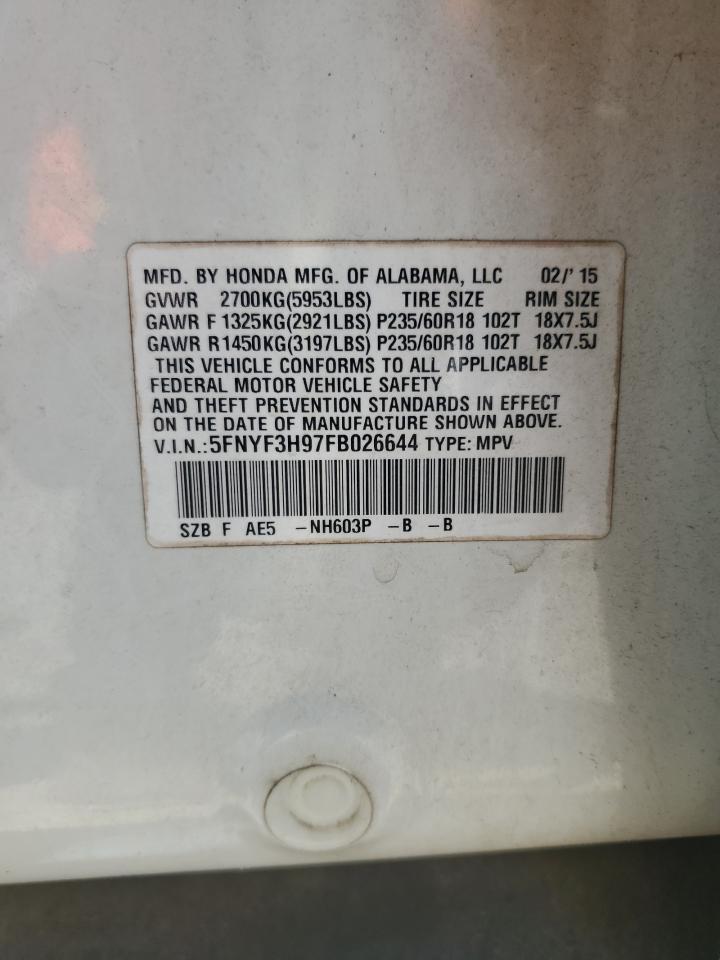 MFD. BY HONDA MFG. OF ALABAMA, LLC 02/'15
GVWR 2700KG(5953LBS) TIRE SIZE RIM SIZE
GAWR F1325KG(2921LBS) P235/60R18 102T 18X7.5J
GAWR R1450KG(3197LBS) P235/60R18 102T 18X7.5J
THIS VEHICLE CONFORMS TO ALL APPLICABLE
FEDERAL MOTOR VEHICLE SAFETY
AND THEFT PREVENTION STANDARDS IN EFFECT
ON THE DATE OF MANUFACTURE SHOWN ABOVE.
V.I.N.:5FNYF3H97FB026644 TYPE: MPV
SZB F AE5 -NH603P -B -B